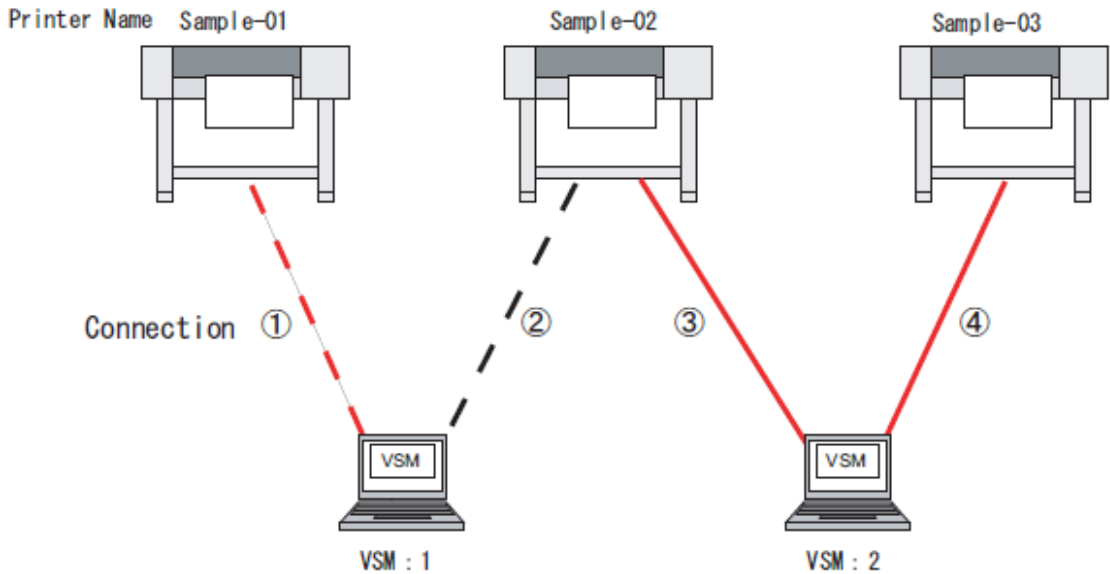 Printer Name Sample-01 Sample-02 Sample-03
Connection ① ② ③ ④
VSM VSM
VSM : 1 VSM : 2